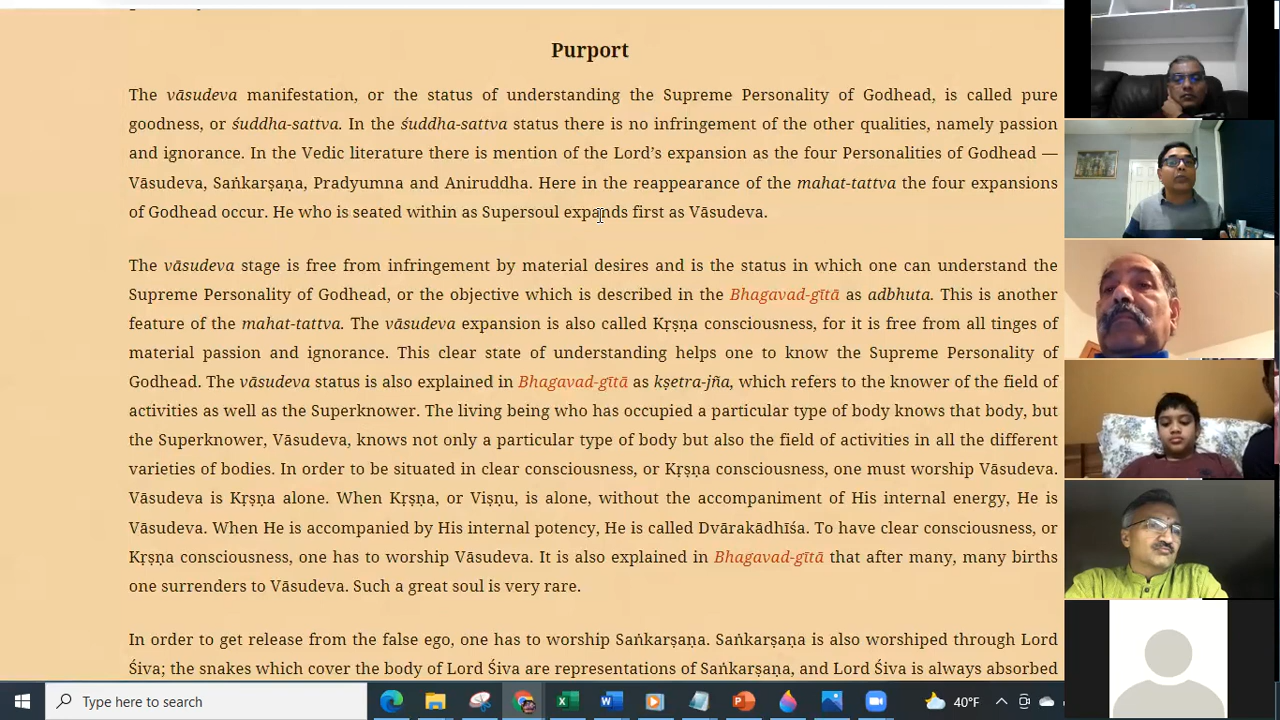 Purport
The vāsudeva manifestation, or the status of understanding the Supreme Personality of Godhead, is called pure
goodness, or śuddha-sattva. In the śuddha-sattva status there is no infringement of the other qualities, namely passion
and ignorance. In the Vedic literature there is mention of the Lord’s expansion as the four Personalities of Godhead —
Vāsudeva, Saṅkarṣaṇa, Pradyumna and Aniruddha. Here in the reappearance of the mahat-tattva the four expansions
of Godhead occur. He who is seated within as Supersoul expands first as Vāsudeva.
The vāsudeva stage is free from infringement by material desires and is the status in which one can understand the
Supreme Personality of Godhead, or the objective which is described in the Bhagavad-gītā as adbhuta. This is another
feature of the mahat-tattva. The vāsudeva expansion is also called Kṛṣṇa consciousness, for it is free from all tinges of
material passion and ignorance. This clear state of understanding helps one to know the Supreme Personality of
Godhead. The vāsudeva status is also explained in Bhagavad-gītā as kṣetra-jña, which refers to the knower of the field of
activities as well as the Superknower. The living being who has occupied a particular type of body knows that body, but
the Superknower, Vāsudeva, knows not only a particular type of body but also the field of activities in all the different
varieties of bodies. In order to be situated in clear consciousness, or Kṛṣṇa consciousness, one must worship Vāsudeva.
Vāsudeva is Kṛṣṇa alone. When Kṛṣṇa, or Viṣṇu, is alone, without the accompaniment of His internal energy, He is
Vāsudeva. When He is accompanied by His internal potency, He is called Dvārakādhīśa. To have clear consciousness, or
Kṛṣṇa consciousness, one has to worship Vāsudeva. It is also explained in Bhagavad-gītā that after many, many births
one surrenders to Vāsudeva. Such a great soul is very rare.
In order to get release from the false ego, one has to worship Saṅkarṣaṇa. Saṅkarṣaṇa is also worshiped through Lord
Śiva; the snakes which cover the body of Lord Śiva are representations of Saṅkarṣaṇa, and Lord Śiva is always absorbed
Type here to search
40°F